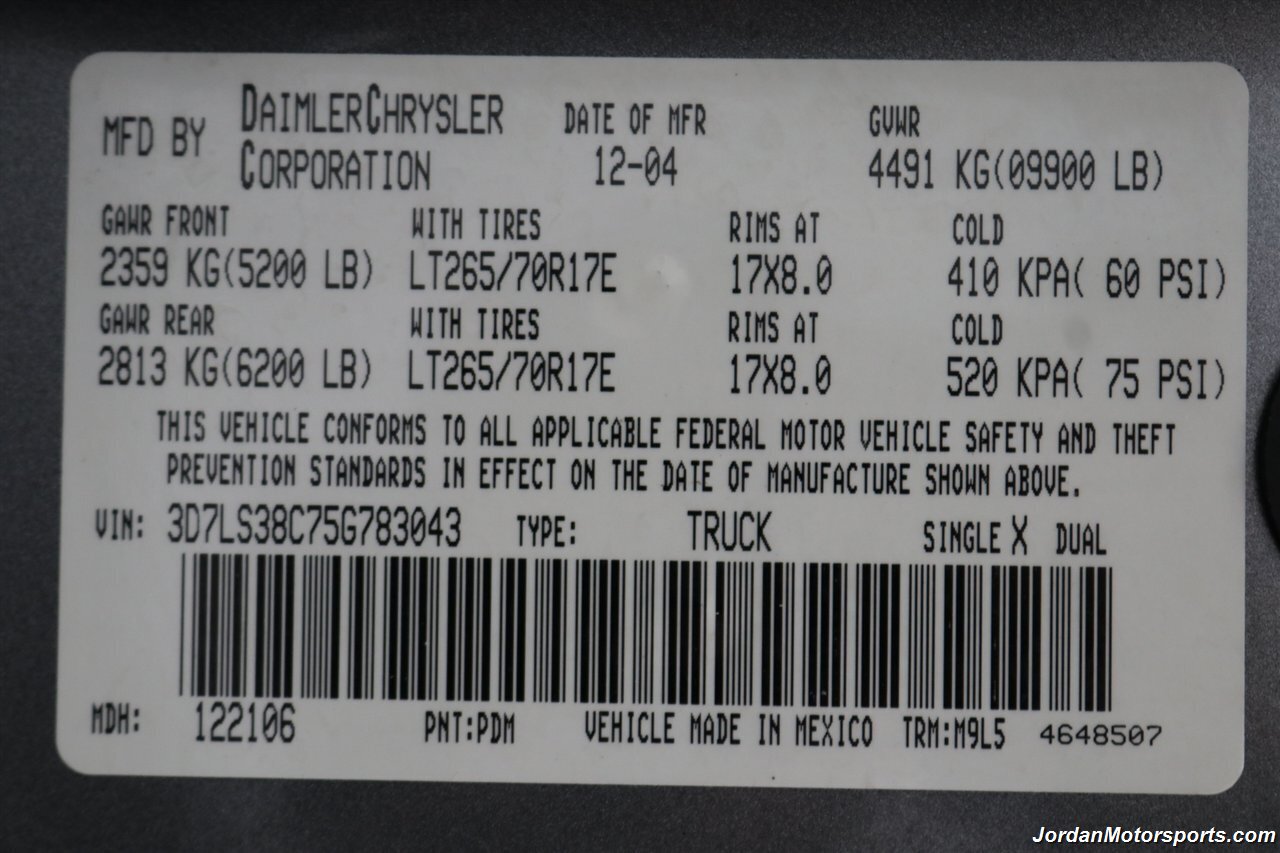 MFD BY DAIMLERCHRYSLER CORPORATION DATE OF MFR 12-04 GVWR 4491 KG(09900 LB)
GAWR FRONT WITH TIRES RIMS AT COLD
2359 KG(5200 LB) LT265/70R17E 17X8.0 410 KPA( 60 PSI)
GAWR REAR WITH TIRES RIMS AT COLD
2813 KG(6200 LB) LT265/70R17E 17X8.0 520 KPA( 75 PSI)
THIS VEHICLE CONFORMS TO ALL APPLICABLE FEDERAL MOTOR VEHICLE SAFETY AND THEFT
PREVENTION STANDARDS IN EFFECT ON THE DATE OF MANUFACTURE SHOWN ABOVE.
VIN: 3D7LS38C75G783043 TYPE: TRUCK SINGLE X DUAL
MDH: 122106 PNT:PDM VEHICLE MADE IN MEXICO TRM:M9L5 4648507
JordanMotorsports.com